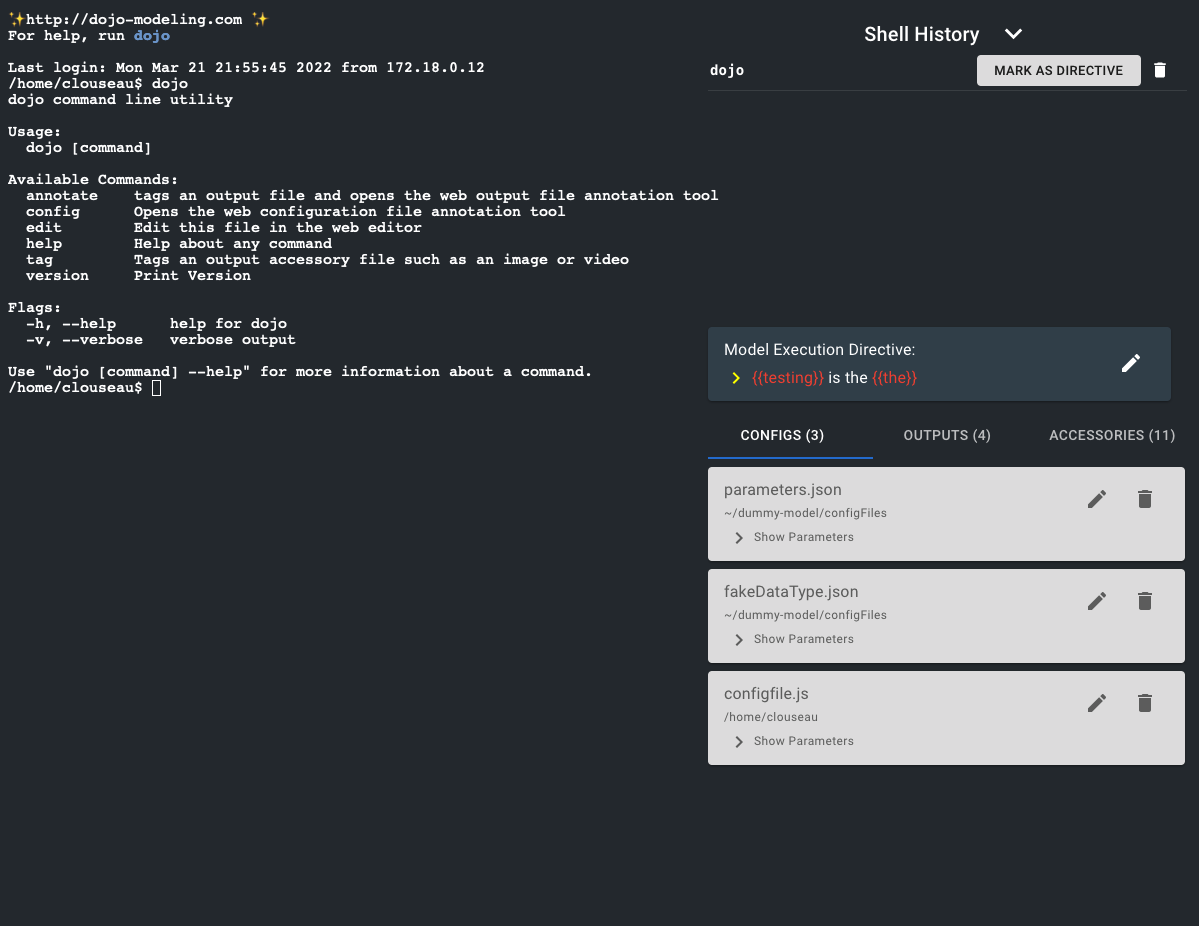 ✨http://dojo-modeling.com ✨
For help, run dojo
Last login: Mon Mar 21 21:55:45 2022 from 172.18.0.12
/home/clouseau$ dojo
dojo command line utility
Usage:
  dojo [command]
Available Commands:
  annotate    tags an output file and opens the web output file annotation tool
  config      Opens the web configuration file annotation tool
  edit        Edit this file in the web editor
  help        Help about any command
  tag         Tags an output accessory file such as an image or video
  version     Print Version
Flags:
  -h, --help      help for dojo
  -v, --verbose   verbose output
Use "dojo [command] --help" for more information about a command.
/home/clouseau$
Shell History
dojo MARK AS DIRECTIVE
Model Execution Directive:
{{testing}} is the {{the}}
CONFIGS (3) OUTPUTS (4) ACCESSORIES (11)
parameters.json
~/dummy-model/configFiles
Show Parameters
fakeDataType.json
~/dummy-model/configFiles
Show Parameters
configfile.js
/home/clouseau
Show Parameters